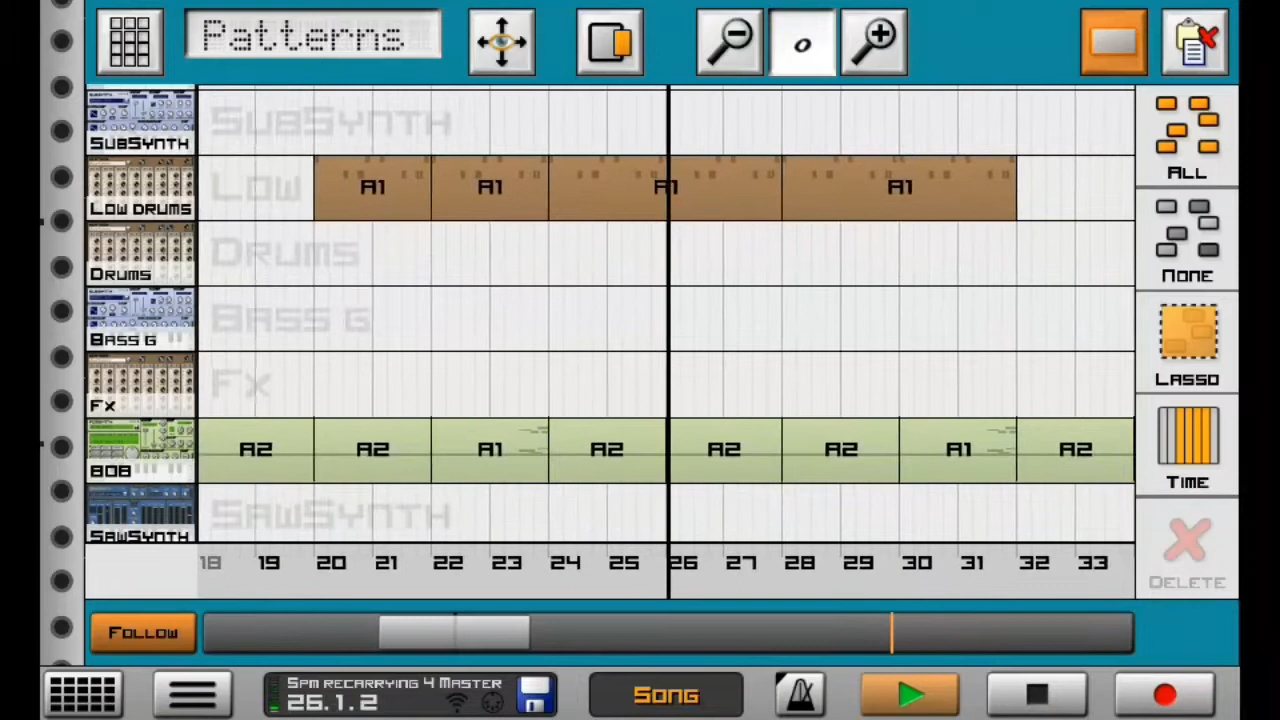 Patterns
SubSynth
SubSynth
Low drums
Low
A1
A1
A1
A1
Drums
Drums
Bass G
Bass G
Fx
Fx
808
A2
A2
A1
A2
A2
A2
A1
A2
SawSynth
SawSynth
18 19 20 21 22 23 24 25 26 27 28 29 30 31 32 33
All
None
Lasso
Time
Delete
Follow
Spm recarrying 4 Master
26.1.2
Song